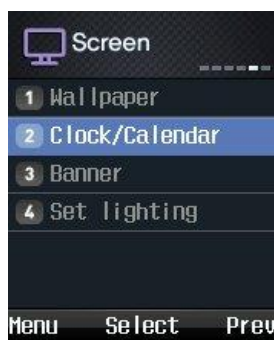 Screen
1 Wallpaper
2 Clock/Calendar
3 Banner
4 Set lighting
Menu Select Prev